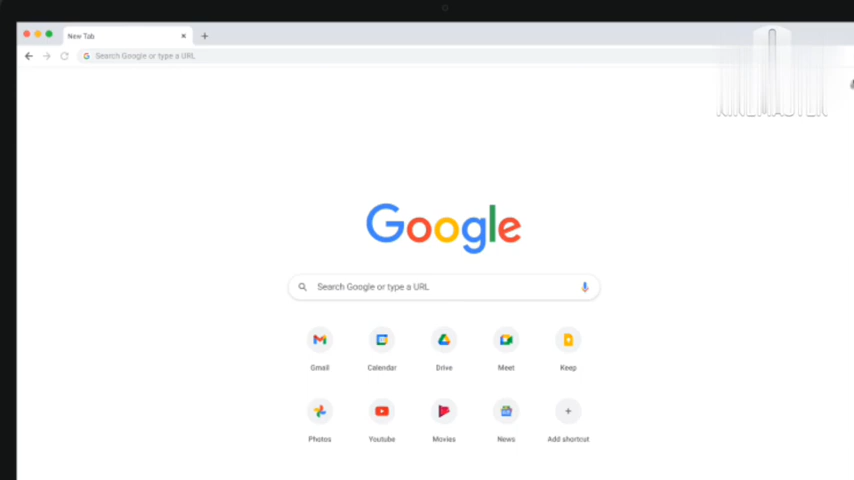 New Tab
Search Google or type a URL
KINEMASTER
Google
Search Google or type a URL
Gmail Calendar Drive Meet Keep
Photos Youtube Movies News Add shortcut